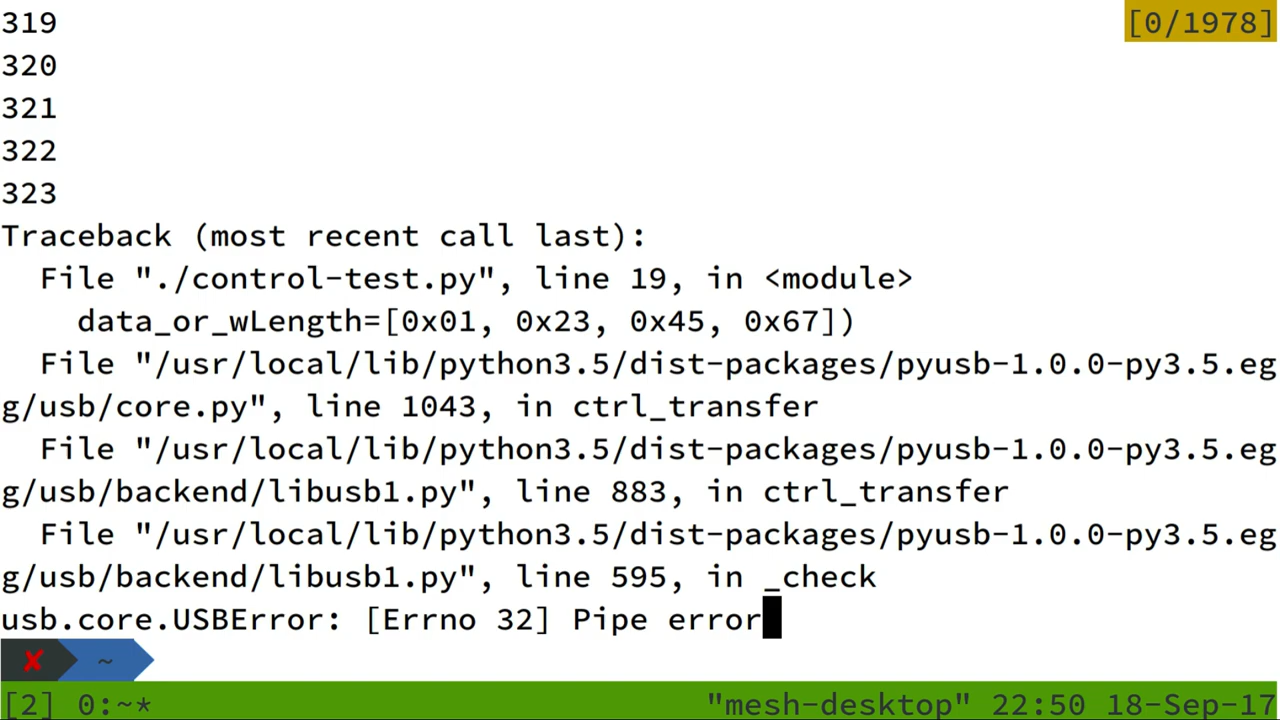 319
[0/1978]
320
321
322
323
Traceback (most recent call last):
  File "./control-test.py", line 19, in <module>
    data_or_wLength=[0x01, 0x23, 0x45, 0x67])
  File "/usr/local/lib/python3.5/dist-packages/pyusb-1.0.0-py3.5.eg
g/usb/core.py", line 1043, in ctrl_transfer
  File "/usr/local/lib/python3.5/dist-packages/pyusb-1.0.0-py3.5.eg
g/usb/backend/libusb1.py", line 883, in ctrl_transfer
  File "/usr/local/lib/python3.5/dist-packages/pyusb-1.0.0-py3.5.eg
g/usb/backend/libusb1.py", line 595, in _check
usb.core.USBError: [Errno 32] Pipe error
✘ ~
[2] 0:~* "mesh-desktop" 22:50 18-Sep-17